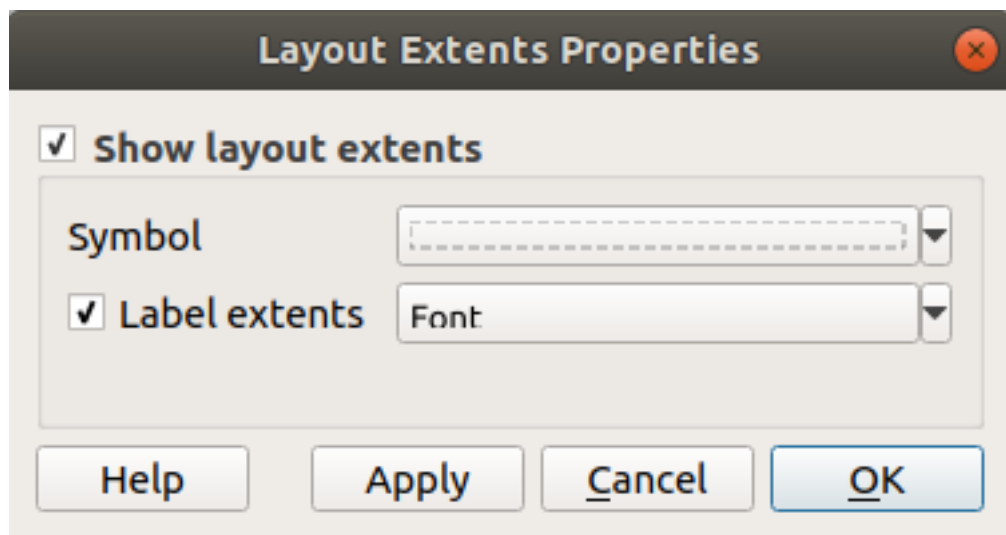 Layout Extents Properties
Show layout extents
Symbol
Label extents Font
Help Apply Cancel OK